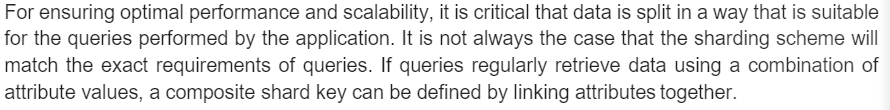 For ensuring optimal performance and scalability, it is critical that data is split in a way that is suitable
for the queries performed by the application. It is not always the case that the sharding scheme will
match the exact requirements of queries. If queries regularly retrieve data using a combination of
attribute values, a composite shard key can be defined by linking attributes together.